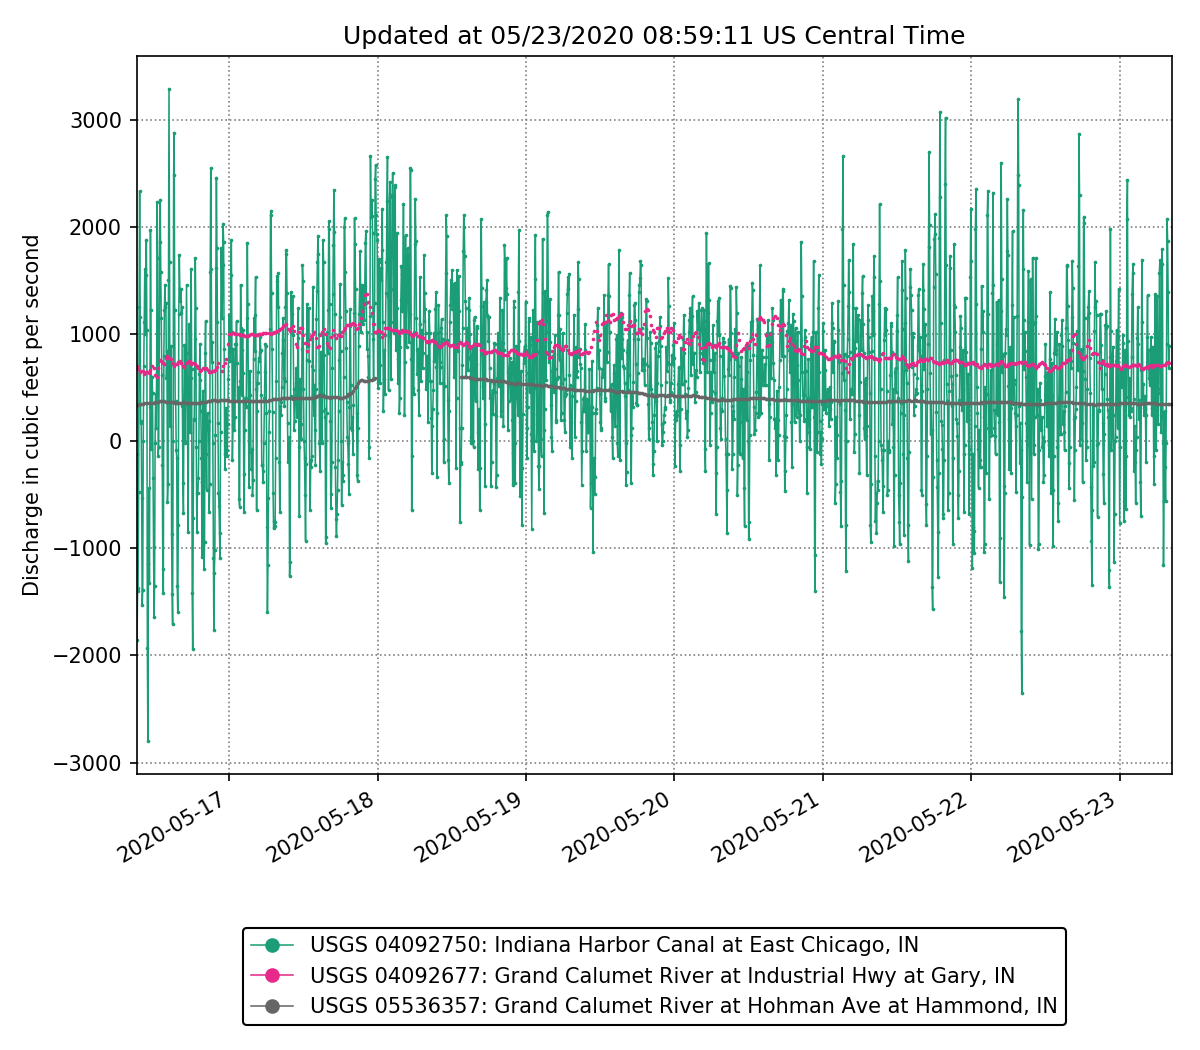 Updated at 05/23/2020 08:59:11 US Central Time
Discharge in cubic feet per second
3000
2000
1000
0
−1000
−2000
−3000
2020-05-17
2020-05-18
2020-05-19
2020-05-20
2020-05-21
2020-05-22
2020-05-23
USGS 04092750: Indiana Harbor Canal at East Chicago, IN
USGS 04092677: Grand Calumet River at Industrial Hwy at Gary, IN
USGS 05536357: Grand Calumet River at Hohman Ave at Hammond, IN